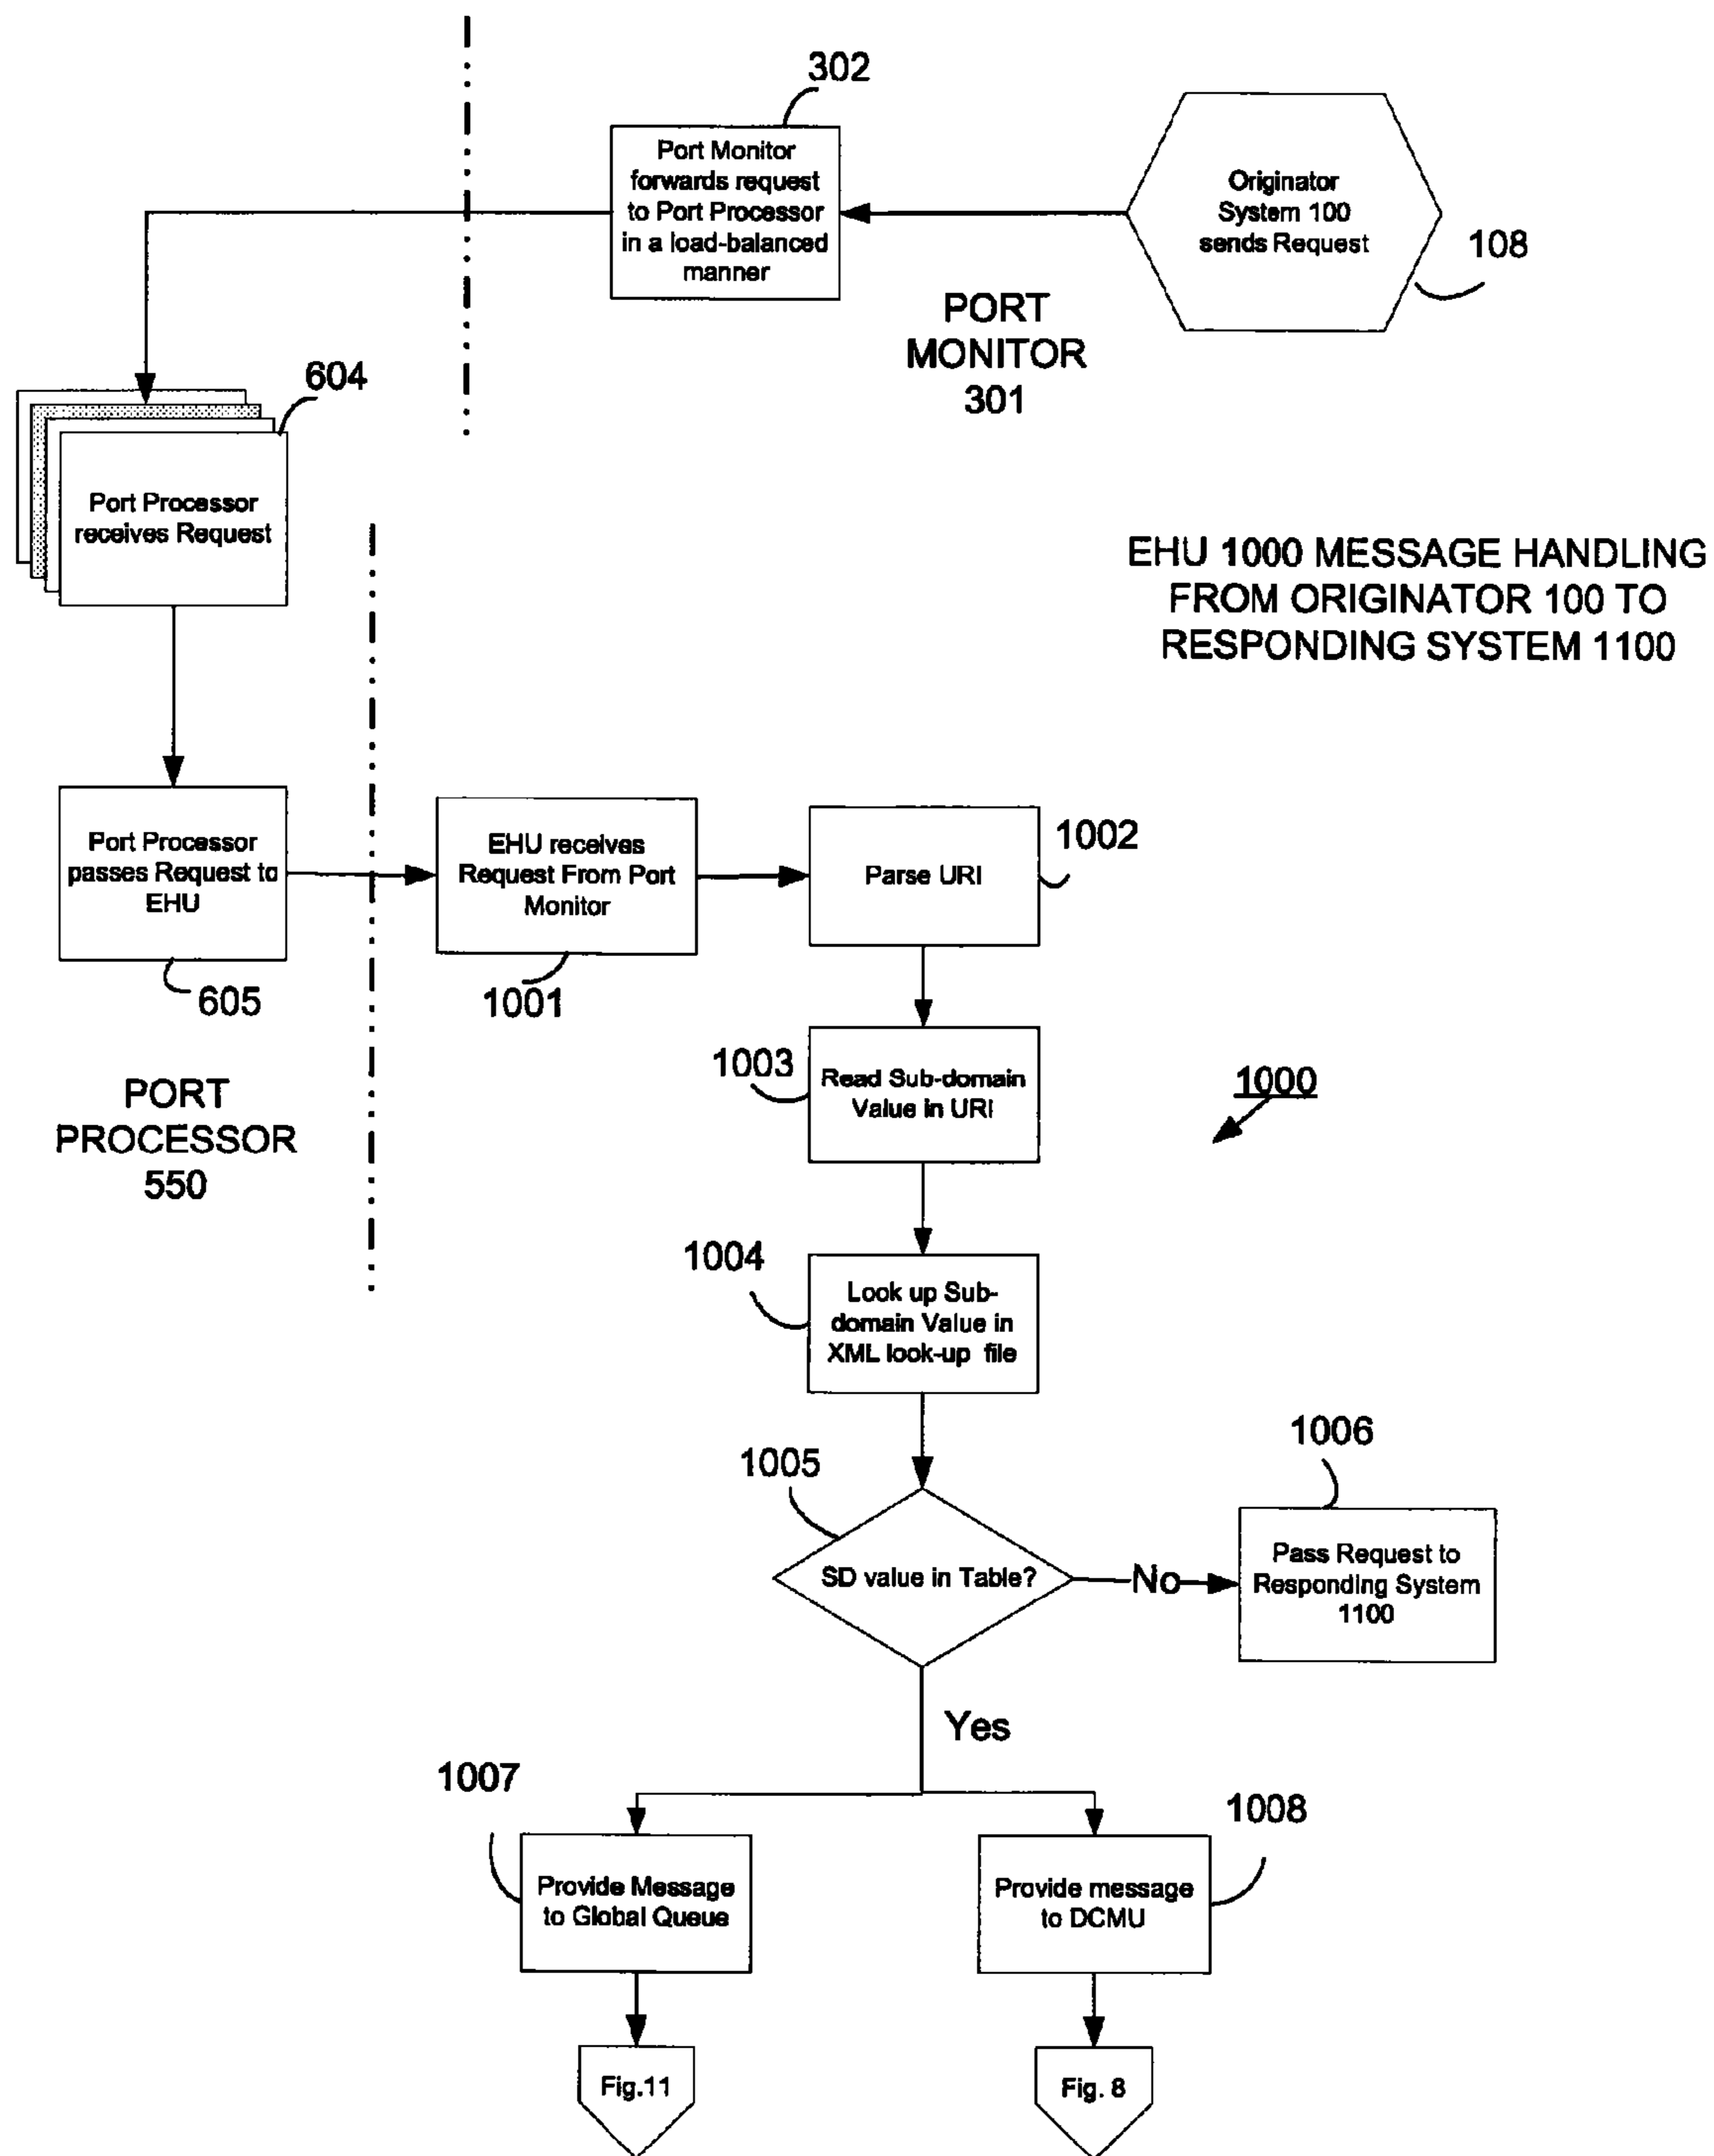 302
Port Monitor
forwards request
to Port Processor
in a load-balanced
manner
Originator
System 100
sends Request
108
PORT
MONITOR
301
604
Port Processor
receives Request
EHU 1000 MESSAGE HANDLING
FROM ORIGINATOR 100 TO
RESPONDING SYSTEM 1100
Port Processor
passes Request to
EHU
605
EHU receives
Request From Port
Monitor
1001
Parse URI
1002
PORT
PROCESSOR
550
1003
Read Sub-domain
Value in URI
1000
1004
Look up Sub-
domain Value in
XML look-up file
1005
SD value in Table?
No
1006
Pass Request to
Responding System
1100
Yes
1007
Provide Message
to Global Queue
1008
Provide message
to DCMU
Fig.11
Fig. 8